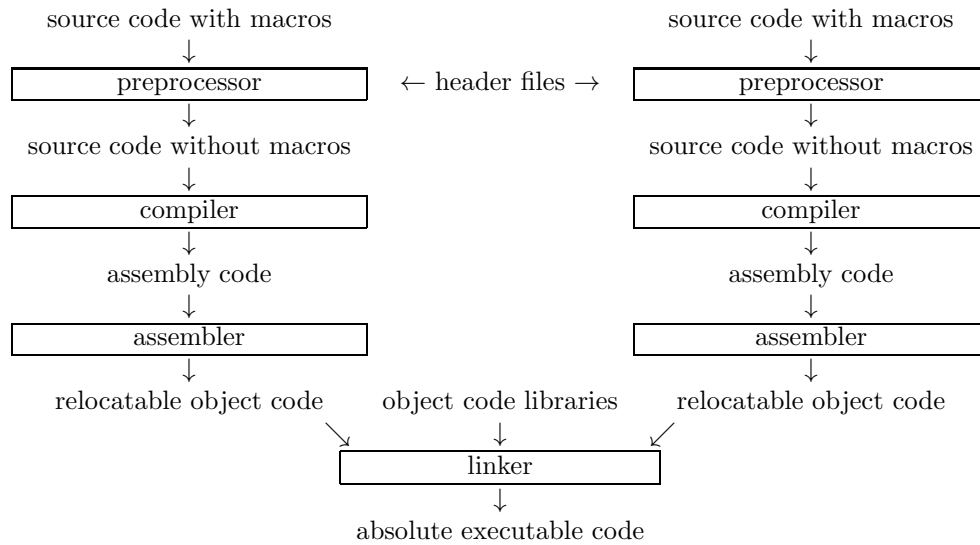 source code with macros source code with macros
preprocessor ← header files → preprocessor
source code without macros source code without macros
compiler compiler
assembly code assembly code
assembler assembler
relocatable object code object code libraries relocatable object code
linker
absolute executable code